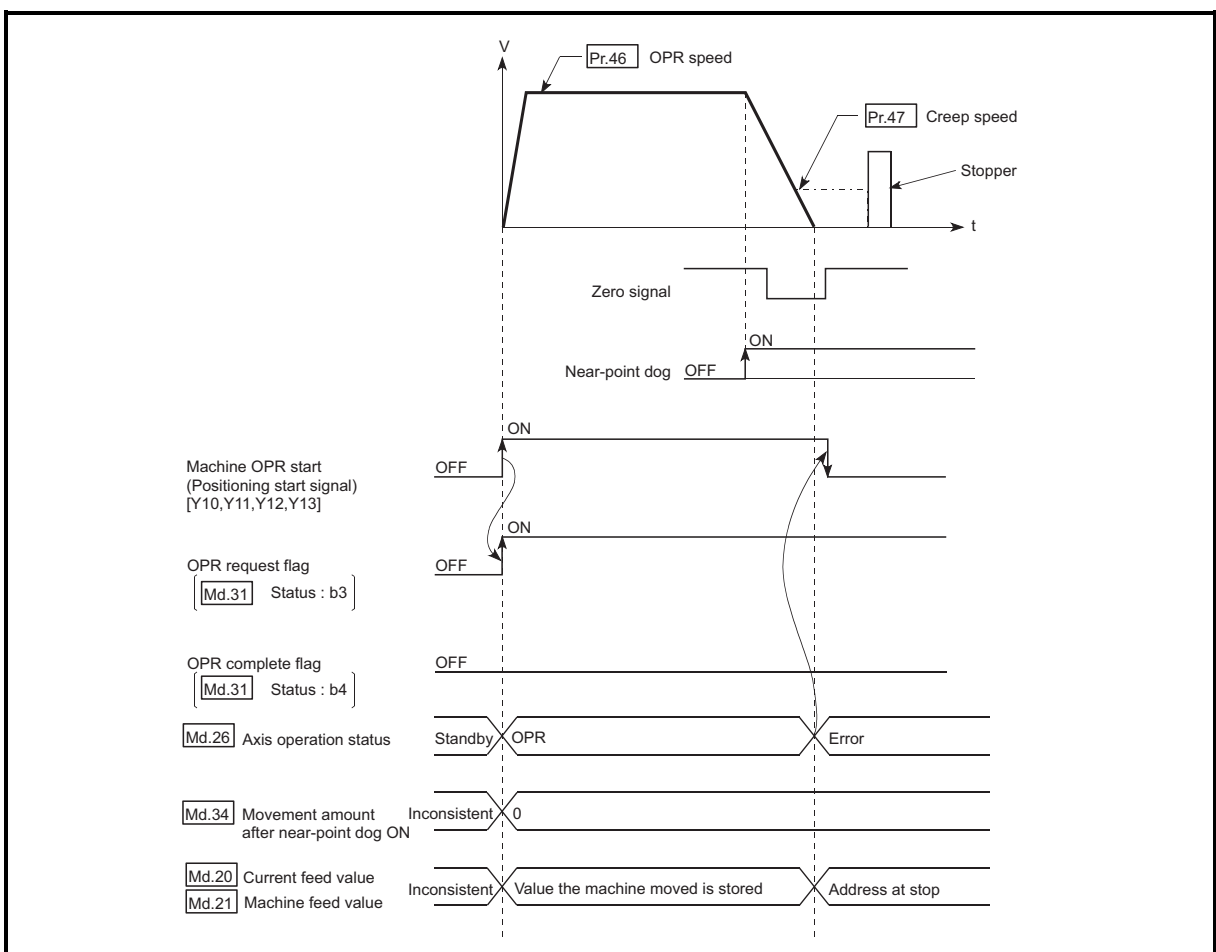 V
Pr.46 OPR speed
Pr.47 Creep speed
Stopper
t
Zero signal
ON
Near-point dog OFF
ON
Machine OPR start
(Positioning start signal)
[Y10,Y11,Y12,Y13]
OFF
ON
OPR request flag
OFF
Md.31 Status : b3
OPR complete flag
OFF
Md.31 Status : b4
Md.26 Axis operation status Standby OPR Error
Md.34 Movement amount
after near-point dog ON
Inconsistent 0
Md.20 Current feed value
Md.21 Machine feed value
Inconsistent Value the machine moved is stored Address at stop